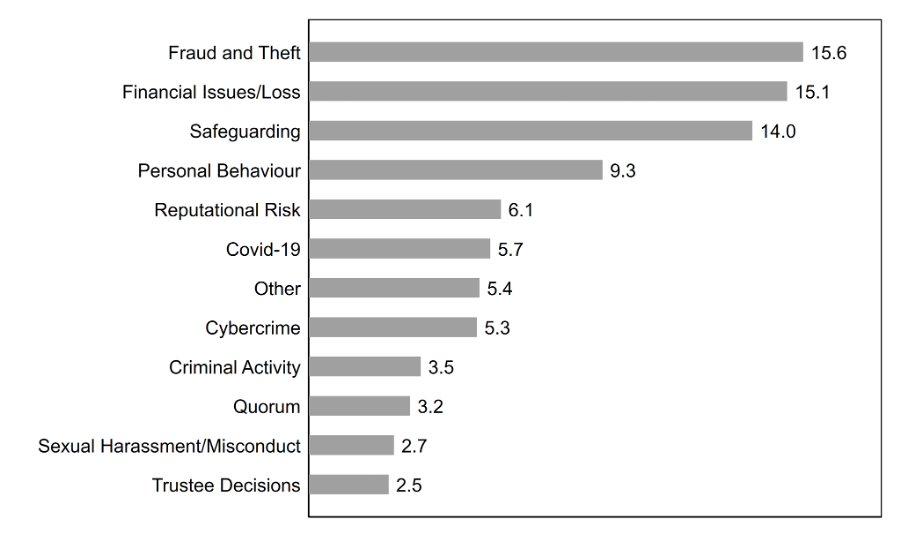 Fraud and Theft 15.6
Financial Issues/Loss 15.1
Safeguarding 14.0
Personal Behaviour 9.3
Reputational Risk 6.1
Covid-19 5.7
Other 5.4
Cybercrime 5.3
Criminal Activity 3.5
Quorum 3.2
Sexual Harassment/Misconduct 2.7
Trustee Decisions 2.5